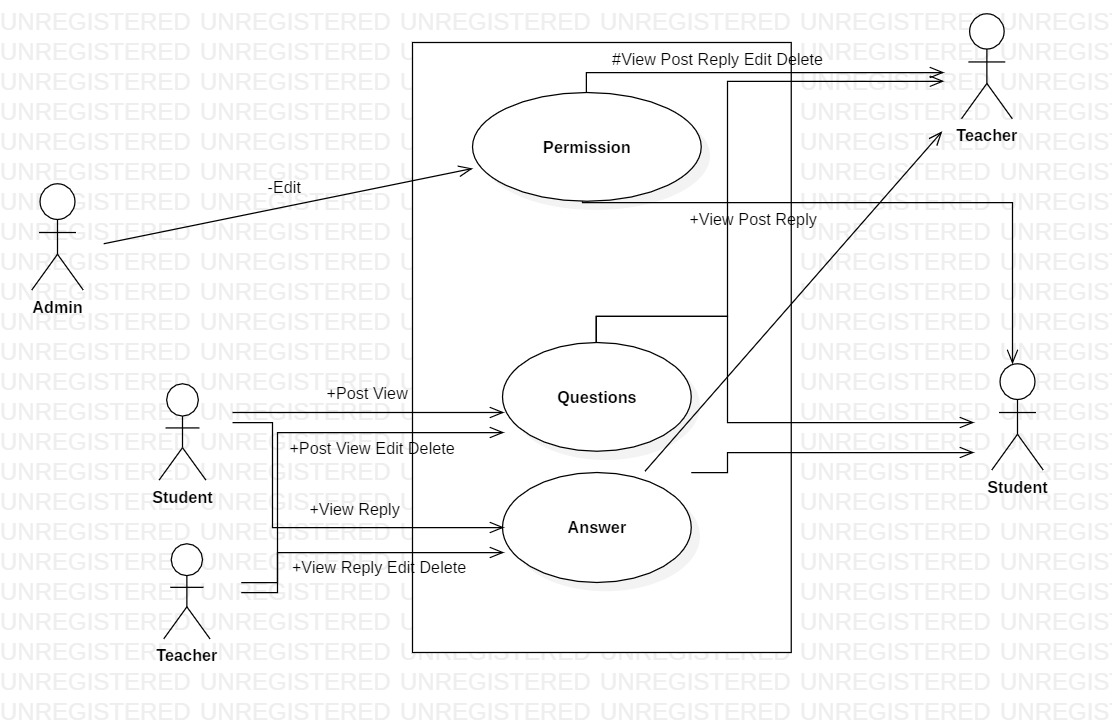 #View Post Reply Edit Delete
Permission
Teacher
-Edit
+View Post Reply
Admin
+Post View
Questions
+Post View Edit Delete
Student
Student
+View Reply
Answer
+View Reply Edit Delete
Teacher
UNREGISTERED UNREGISTERED UNREGISTERED UNREGISTERED UNREGISTERED UNREGISTERED